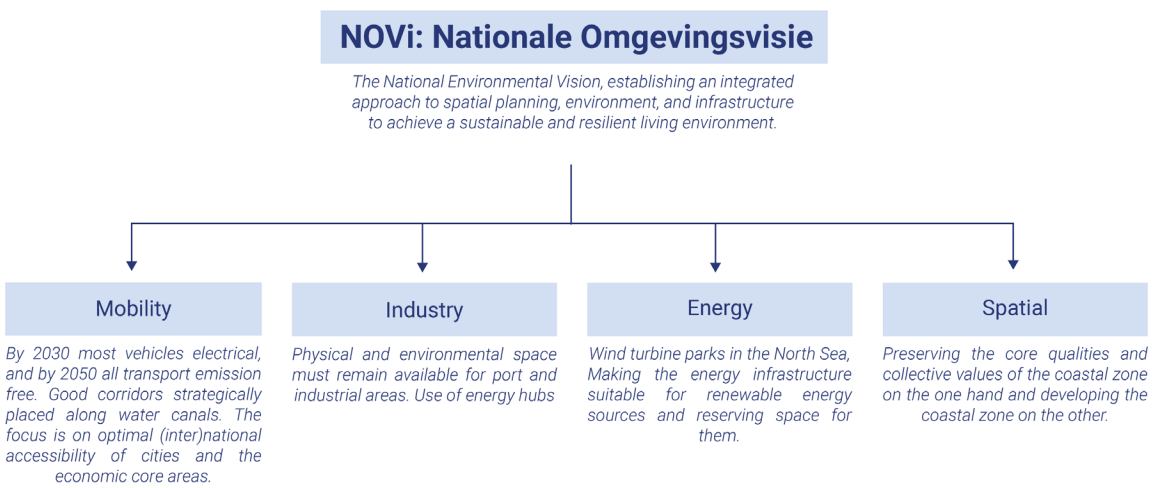 NOVi: Nationale Omgevingsvisie
The National Environmental Vision, establishing an integrated
approach to spatial planning, environment, and infrastructure
to achieve a sustainable and resilient living environment.
Mobility
By 2030 most vehicles electrical,
and by 2050 all transport emission
free. Good corridors strategically
placed along water canals. The
focus is on optimal (inter)national
accessibility of cities and the
economic core areas.
Industry
Physical and environmental space
must remain available for port and
industrial areas. Use of energy hubs
Energy
Wind turbine parks in the North Sea,
Making the energy infrastructure
suitable for renewable energy
sources and reserving space for
them.
Spatial
Preserving the core qualities and
collective values of the coastal zone
on the one hand and developing the
coastal zone on the other.